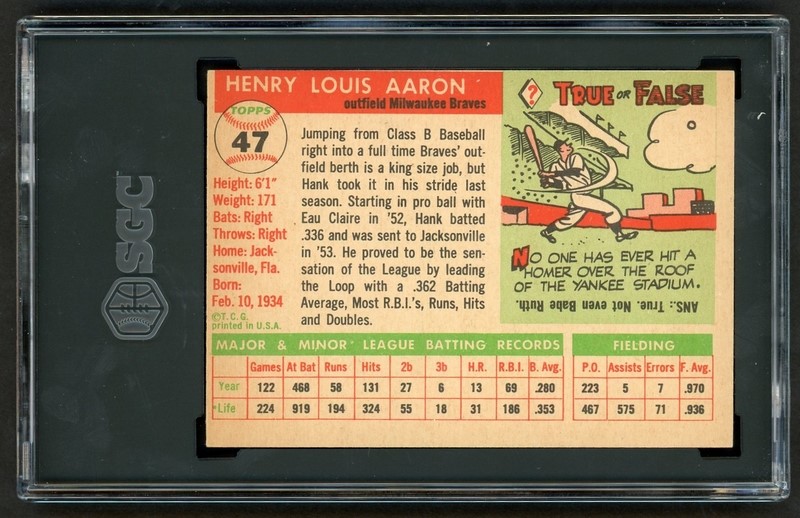 SGC
HENRY LOUIS AARON
outfield Milwaukee Braves
TOPPS
47
Height: 6'1"
Weight: 171
Bats: Right
Throws: Right
Home: Jack-
sonville, Fla.
Born:
Feb. 10, 1934
©T.C.G.
printed in U.S.A.
Jumping from Class B Baseball
right into a full time Braves' out-
field berth is a king size job, but
Hank took it in his stride last
season. Starting in pro ball with
Eau Claire in '52, Hank batted
.336 and was sent to Jacksonville
in '53. He proved to be the sen-
sation of the League by leading
the Loop with a .362 Batting
Average, Most R.B.I.'s, Runs, Hits
and Doubles.
? TRUE OR FALSE
NO ONE HAS EVER HIT A
HOMER OVER THE ROOF
OF THE YANKEE STADIUM.
ANS.: True. Not even Babe Ruth.
MAJOR & MINOR LEAGUE BATTING RECORDS
Games At Bat Runs Hits 2b 3b H.R. R.B.I. B. Avg.
Year 122 468 58 131 27 6 13 69 .280
Life 224 919 194 324 55 18 31 186 .353
FIELDING
P.O. Assists Errors F. Avg.
223 5 7 .970
467 575 71 .936